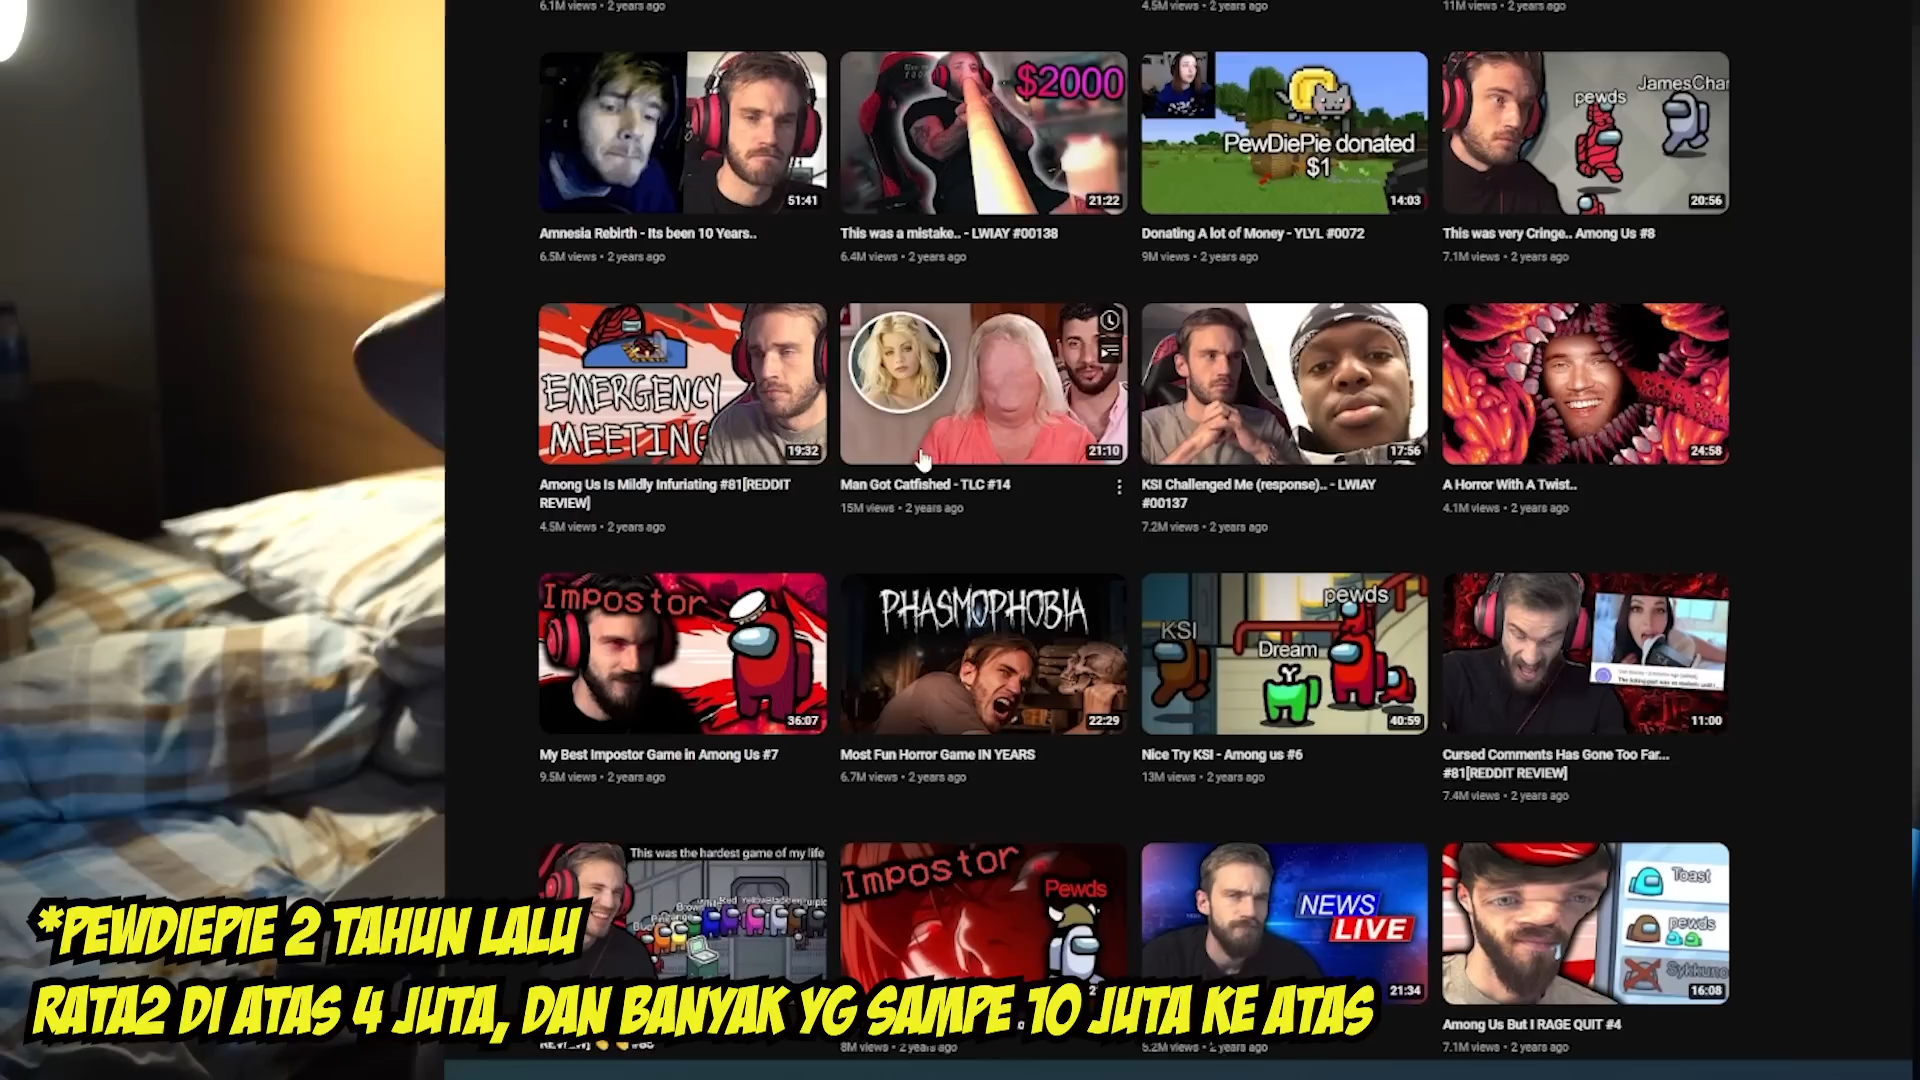 6.1M views • 2 years ago
4.5M views • 2 years ago
11M views • 2 years ago
$2000
PewDiePie donated
$1
JamesChar
pewds
51:41
21:22
14:03
20:56
Amnesia Rebirth - Its been 10 Years..
This was a mistake.. - LWIAY #00138
Donating A lot of Money - YLYL #0072
This was very Cringe.. Among Us #8
6.5M views • 2 years ago
6.4M views • 2 years ago
9M views • 2 years ago
7.1M views • 2 years ago
EMERGENCY
MEETING
19:32
21:10
17:56
24:58
Among Us Is Mildly Infuriating #81[REDDIT
REVIEW]
4.5M views • 2 years ago
Man Got Catfished - TLC #14
15M views • 2 years ago
KSI Challenged Me (response).. - LWIAY
#00137
7.2M views • 2 years ago
A Horror With A Twist..
4.1M views • 2 years ago
Impostor
PHASMOPHOBIA
KSI
Dream
pewds
36:07
22:29
40:59
11:00
My Best Impostor Game in Among Us #7
9.5M views • 2 years ago
Most Fun Horror Game IN YEARS
6.7M views • 2 years ago
Nice Try KSI - Among us #6
13M views • 2 years ago
Cursed Comments Has Gone Too Far...
#81[REDDIT REVIEW]
7.4M views • 2 years ago
This was the hardest game of my life
Impostor
Pewds
NEWS
LIVE
Toast
pewds
Sykkuno
21:34
16:08
*PEWDIEPIE 2 TAHUN LALU
RATA2 DI ATAS 4 JUTA, DAN BANYAK YG SAMPE 10 JUTA KE ATAS
Among Us But I RAGE QUIT #4
8M views • 2 years ago
7.1M views • 2 years ago